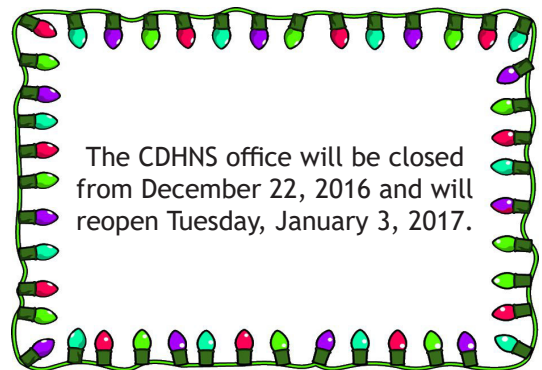 The CDHNS office will be closed
from December 22, 2016 and will
reopen Tuesday, January 3, 2017.